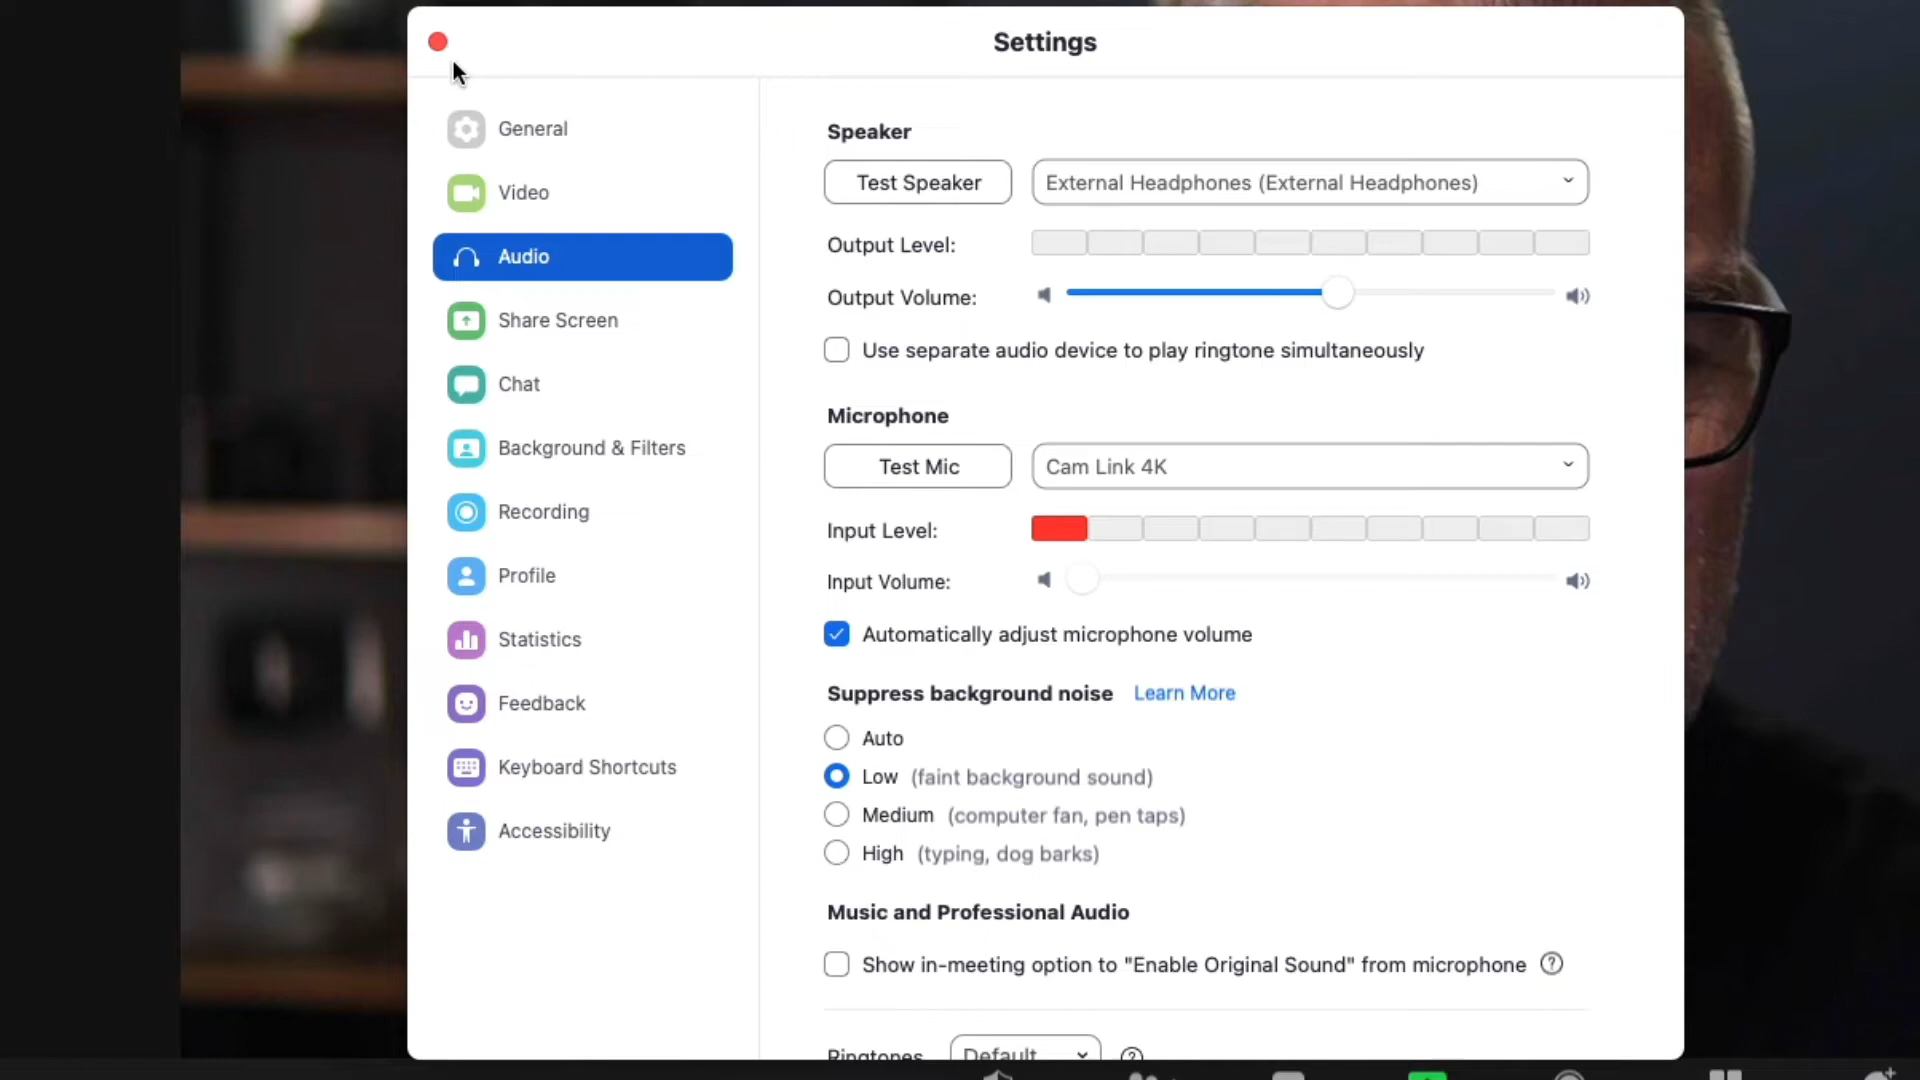 Settings
General
Video
Audio
Share Screen
Chat
Background & Filters
Recording
Profile
Statistics
Feedback
Keyboard Shortcuts
Accessibility
Speaker
Test Speaker
External Headphones (External Headphones)
Output Level:
Output Volume:
Use separate audio device to play ringtone simultaneously
Microphone
Test Mic
Cam Link 4K
Input Level:
Input Volume:
Automatically adjust microphone volume
Suppress background noise Learn More
Auto
Low (faint background sound)
Medium (computer fan, pen taps)
High (typing, dog barks)
Music and Professional Audio
Show in-meeting option to "Enable Original Sound" from microphone ?
Ringtones Default ?